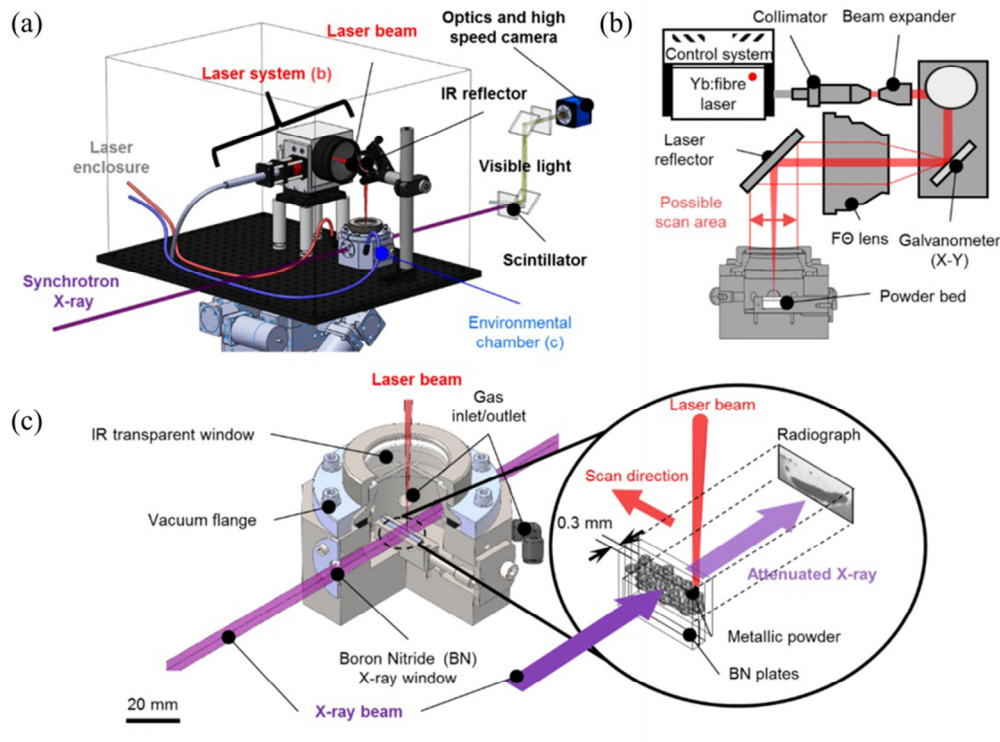 (a)
Optics and high
speed camera
Laser beam
Laser system (b)
IR reflector
Laser
enclosure
Visible light
Scintillator
Synchrotron
X-ray
Environmental
chamber (c)
(b)
Collimator
Beam expander
Control system
Yb:fibre
laser
Laser
reflector
Possible
scan area
FΘ lens
Galvanometer
(X-Y)
Powder bed
(c)
Laser beam
Gas
inlet/outlet
IR transparent window
Vacuum flange
Boron Nitride (BN)
X-ray window
X-ray beam
20 mm
Laser beam
Radiograph
Scan direction
0.3 mm
Attenuated X-ray
Metallic powder
BN plates